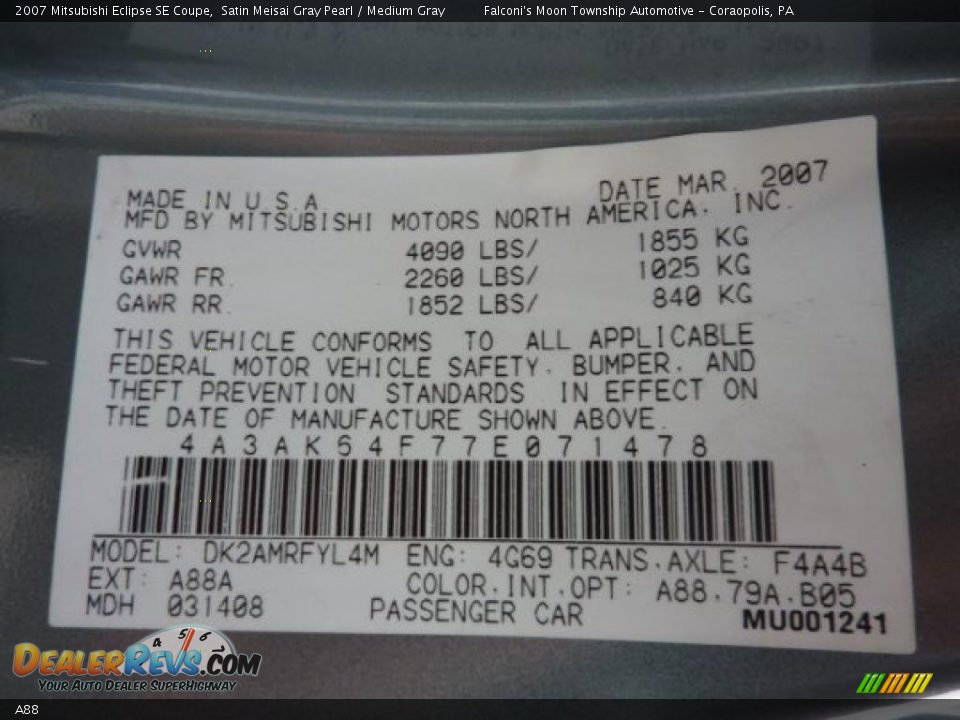 2007 Mitsubishi Eclipse SE Coupe,  Satin Meisai Gray Pearl / Medium Gray    Falconi's Moon Township Automotive - Coraopolis, PA
MADE IN U.S.A.    DATE MAR. 2007
MFD BY MITSUBISHI MOTORS NORTH AMERICA, INC.
GVWR    4090 LBS/    1855 KG
GAWR FR.    2260 LBS/    1025 KG
GAWR RR.    1852 LBS/    840 KG
THIS VEHICLE CONFORMS TO ALL APPLICABLE
FEDERAL MOTOR VEHICLE SAFETY, BUMPER, AND
THEFT PREVENTION STANDARDS IN EFFECT ON
THE DATE OF MANUFACTURE SHOWN ABOVE.
4A3AK64F77E071478
MODEL: DK2AMRFYL4M  ENG: 4G69  TRANS.AXLE: F4A4B
EXT: A88A    COLOR.INT.OPT: A88.79A.B05
MDH 031408    PASSENGER CAR    MU001241
4 5 6
DEALERREVS.COM
YOUR AUTO DEALER SUPERHIGHWAY
A88